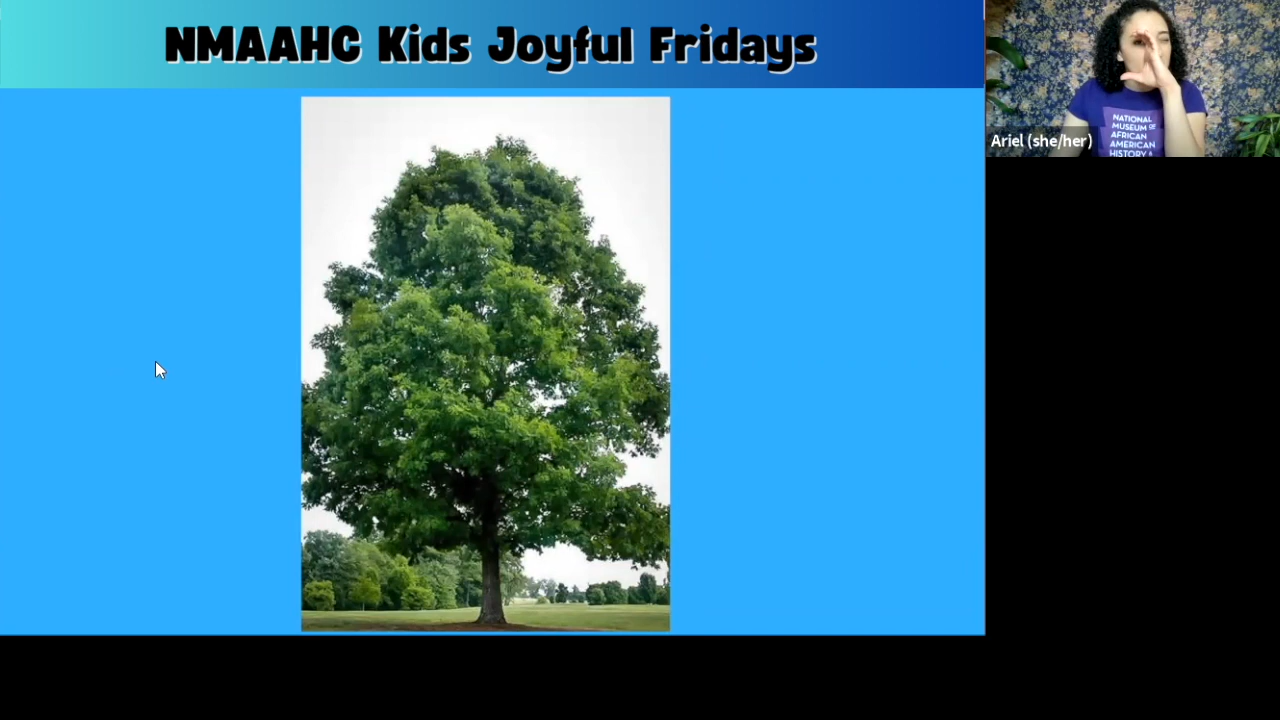 NMAAHC Kids Joyful Fridays
Ariel (she/her)
NATIONAL
MUSEUM OF
AFRICAN
AMERICAN
HISTORY &